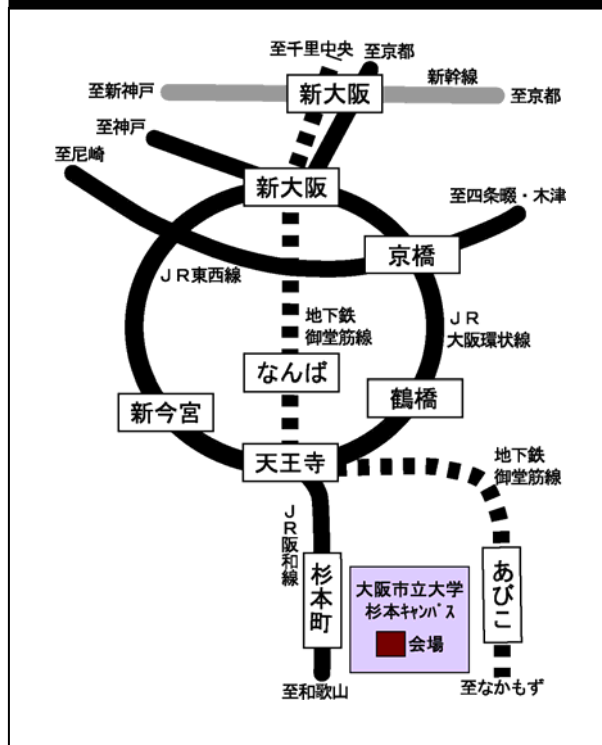 至千里中央
至京都
至新神戸
新大阪
新幹線
至京都
至神戸
至尼崎
新大阪
至四条畷・木津
京橋
ＪＲ東西線
地下鉄
御堂筋線
ＪＲ
大阪環状線
なんば
鶴橋
新今宮
天王寺
地下鉄
御堂筋線
ＪＲ阪和線
杉本町
大阪市立大学
杉本ｷｬﾝﾊﾟｽ
会場
あびこ
至和歌山
至なかもず